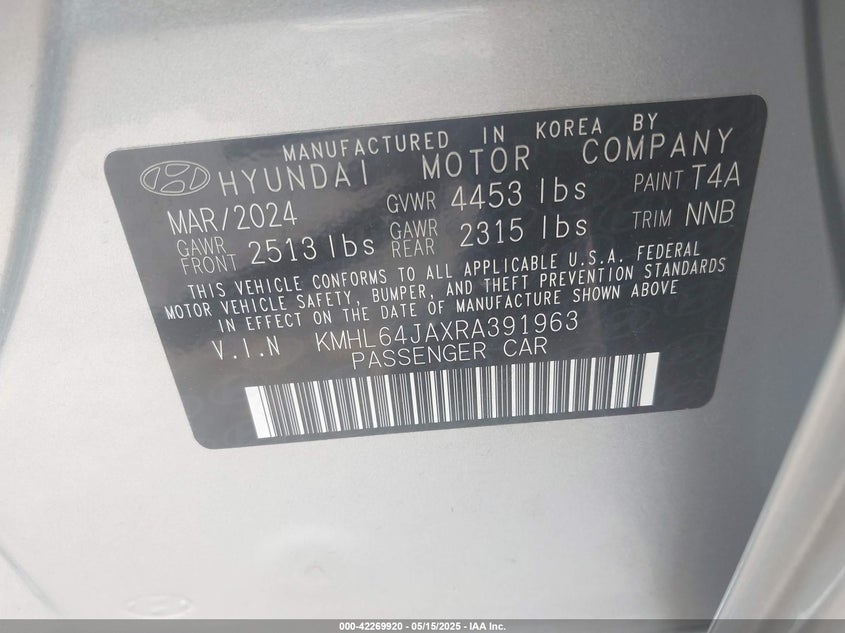 MANUFACTURED IN KOREA BY
HYUNDAI MOTOR COMPANY
MAR/2024 GVWR 4453 lbs PAINT T4A
GAWR FRONT 2513 lbs GAWR REAR 2315 lbs TRIM NNB
THIS VEHICLE CONFORMS TO ALL APPLICABLE U.S.A. FEDERAL
MOTOR VEHICLE SAFETY, BUMPER, AND THEFT PREVENTION STANDARDS
IN EFFECT ON THE DATE OF MANUFACTURE SHOWN ABOVE
V.I.N KMHL64JAXRA391963
PASSENGER CAR
000-42269920 - 05/15/2025 - IAA Inc.